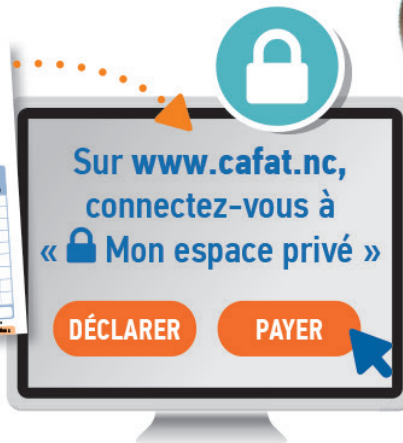 Sur www.cafat.nc,
connectez-vous à
« Mon espace privé »
DÉCLARER PAYER